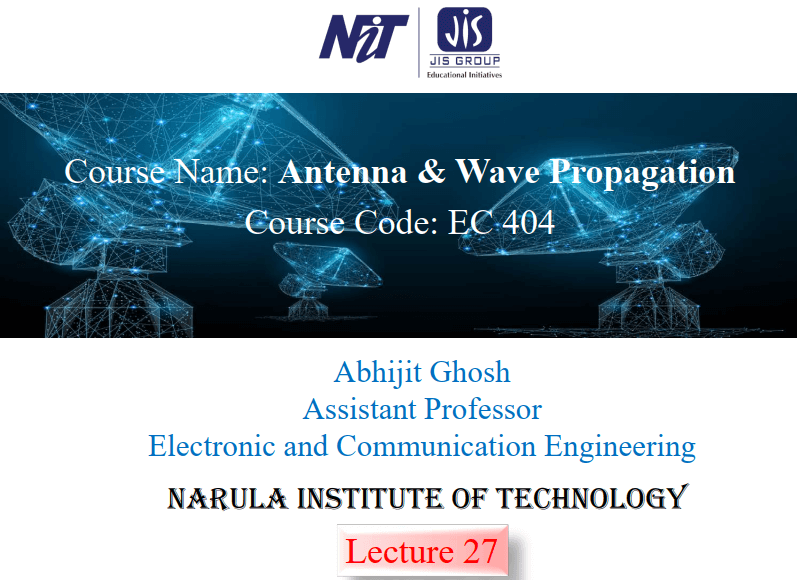 NiT JiS
JIS GROUP
Educational Initiatives
Course Name: Antenna & Wave Propagation
Course Code: EC 404
Abhijit Ghosh
Assistant Professor
Electronic and Communication Engineering
NARULA INSTITUTE OF TECHNOLOGY
Lecture 27